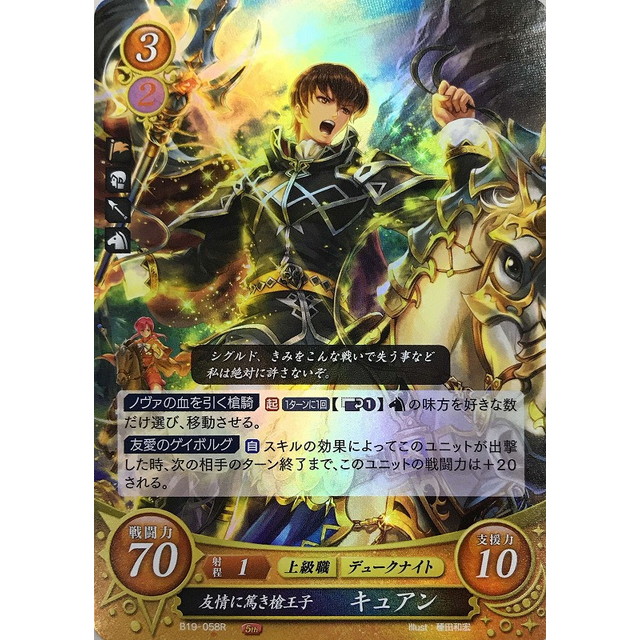 3
2
シグルド、きみをこんな戦いで失う事など
私は絶対に許さないぞ。
ノヴァの血を引く槍騎 起 1ターンに1回【1】の味方を好きな数
だけ選び、移動させる。
友愛のゲイボルグ 自 スキルの効果によってこのユニットが出撃
した時、次の相手のターン終了まで、このユニットの戦闘力は+20
される。
戦闘力
70
射程 1 上級職 デュークナイト
支援力
10
友情に篤き槍王子 キュアン
B19-058R 5th Illust:種田和宏